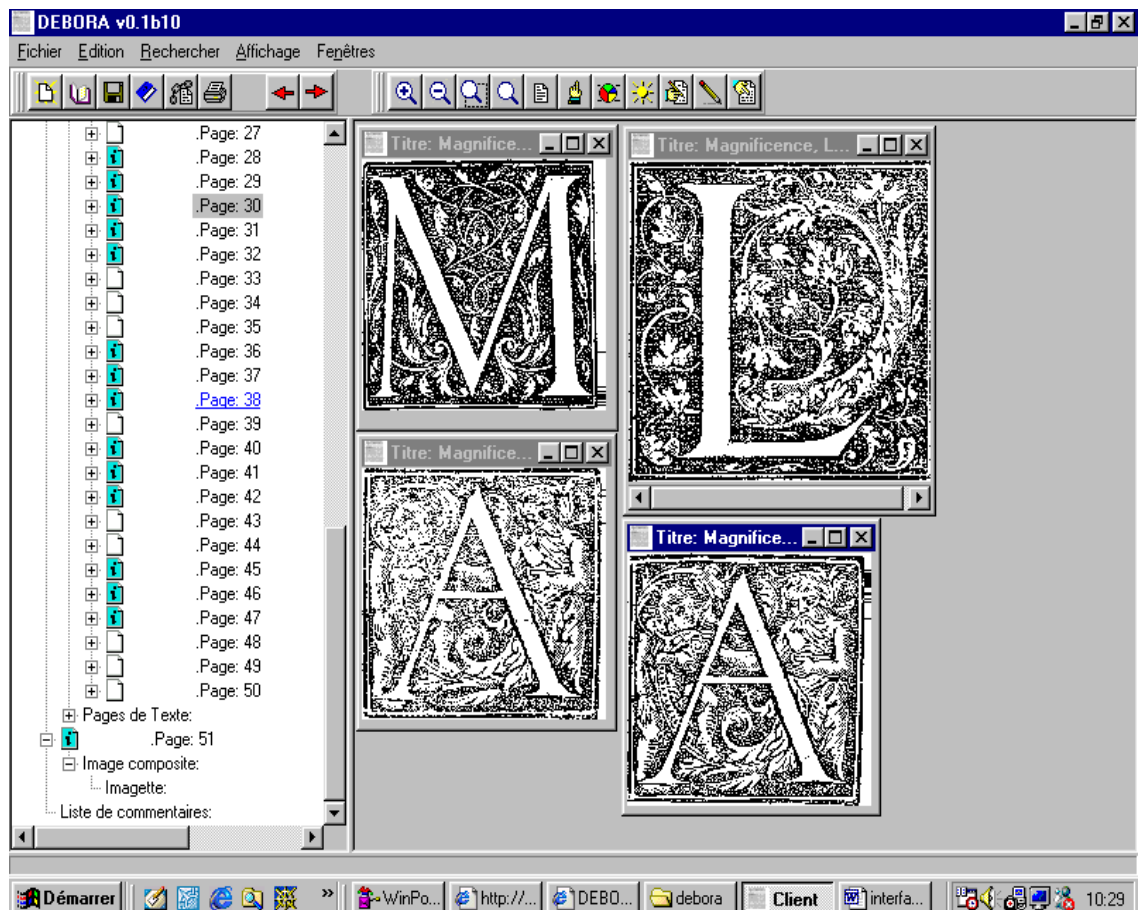 DEBORA v0.1b10
Fichier Edition Rechercher Affichage Fenêtres
.Page: 27
.Page: 28
.Page: 29
.Page: 30
.Page: 31
.Page: 32
.Page: 33
.Page: 34
.Page: 35
.Page: 36
.Page: 37
.Page: 38
.Page: 39
.Page: 40
.Page: 41
.Page: 42
.Page: 43
.Page: 44
.Page: 45
.Page: 46
.Page: 47
.Page: 48
.Page: 49
.Page: 50
Pages de Texte:
.Page: 51
Image composite:
Imagette:
Liste de commentaires:
Titre: Magnifice...
M
Titre: Magnificence, L...
L
Titre: Magnifice...
A
Titre: Magnifice...
A
Démarrer » WinPo... http://... DEBO... debora Client interfa... 10:29